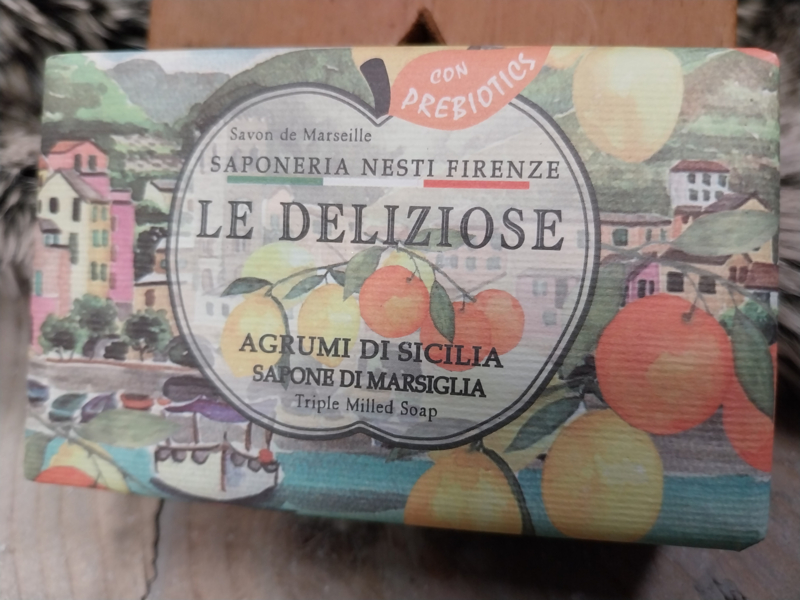 CON
PREBIOTICS
Savon de Marseille
SAPONERIA NESTI FIRENZE
LE DELIZIOSE
AGRUMI DI SICILIA
SAPONE DI MARSIGLIA
Triple Milled Soap